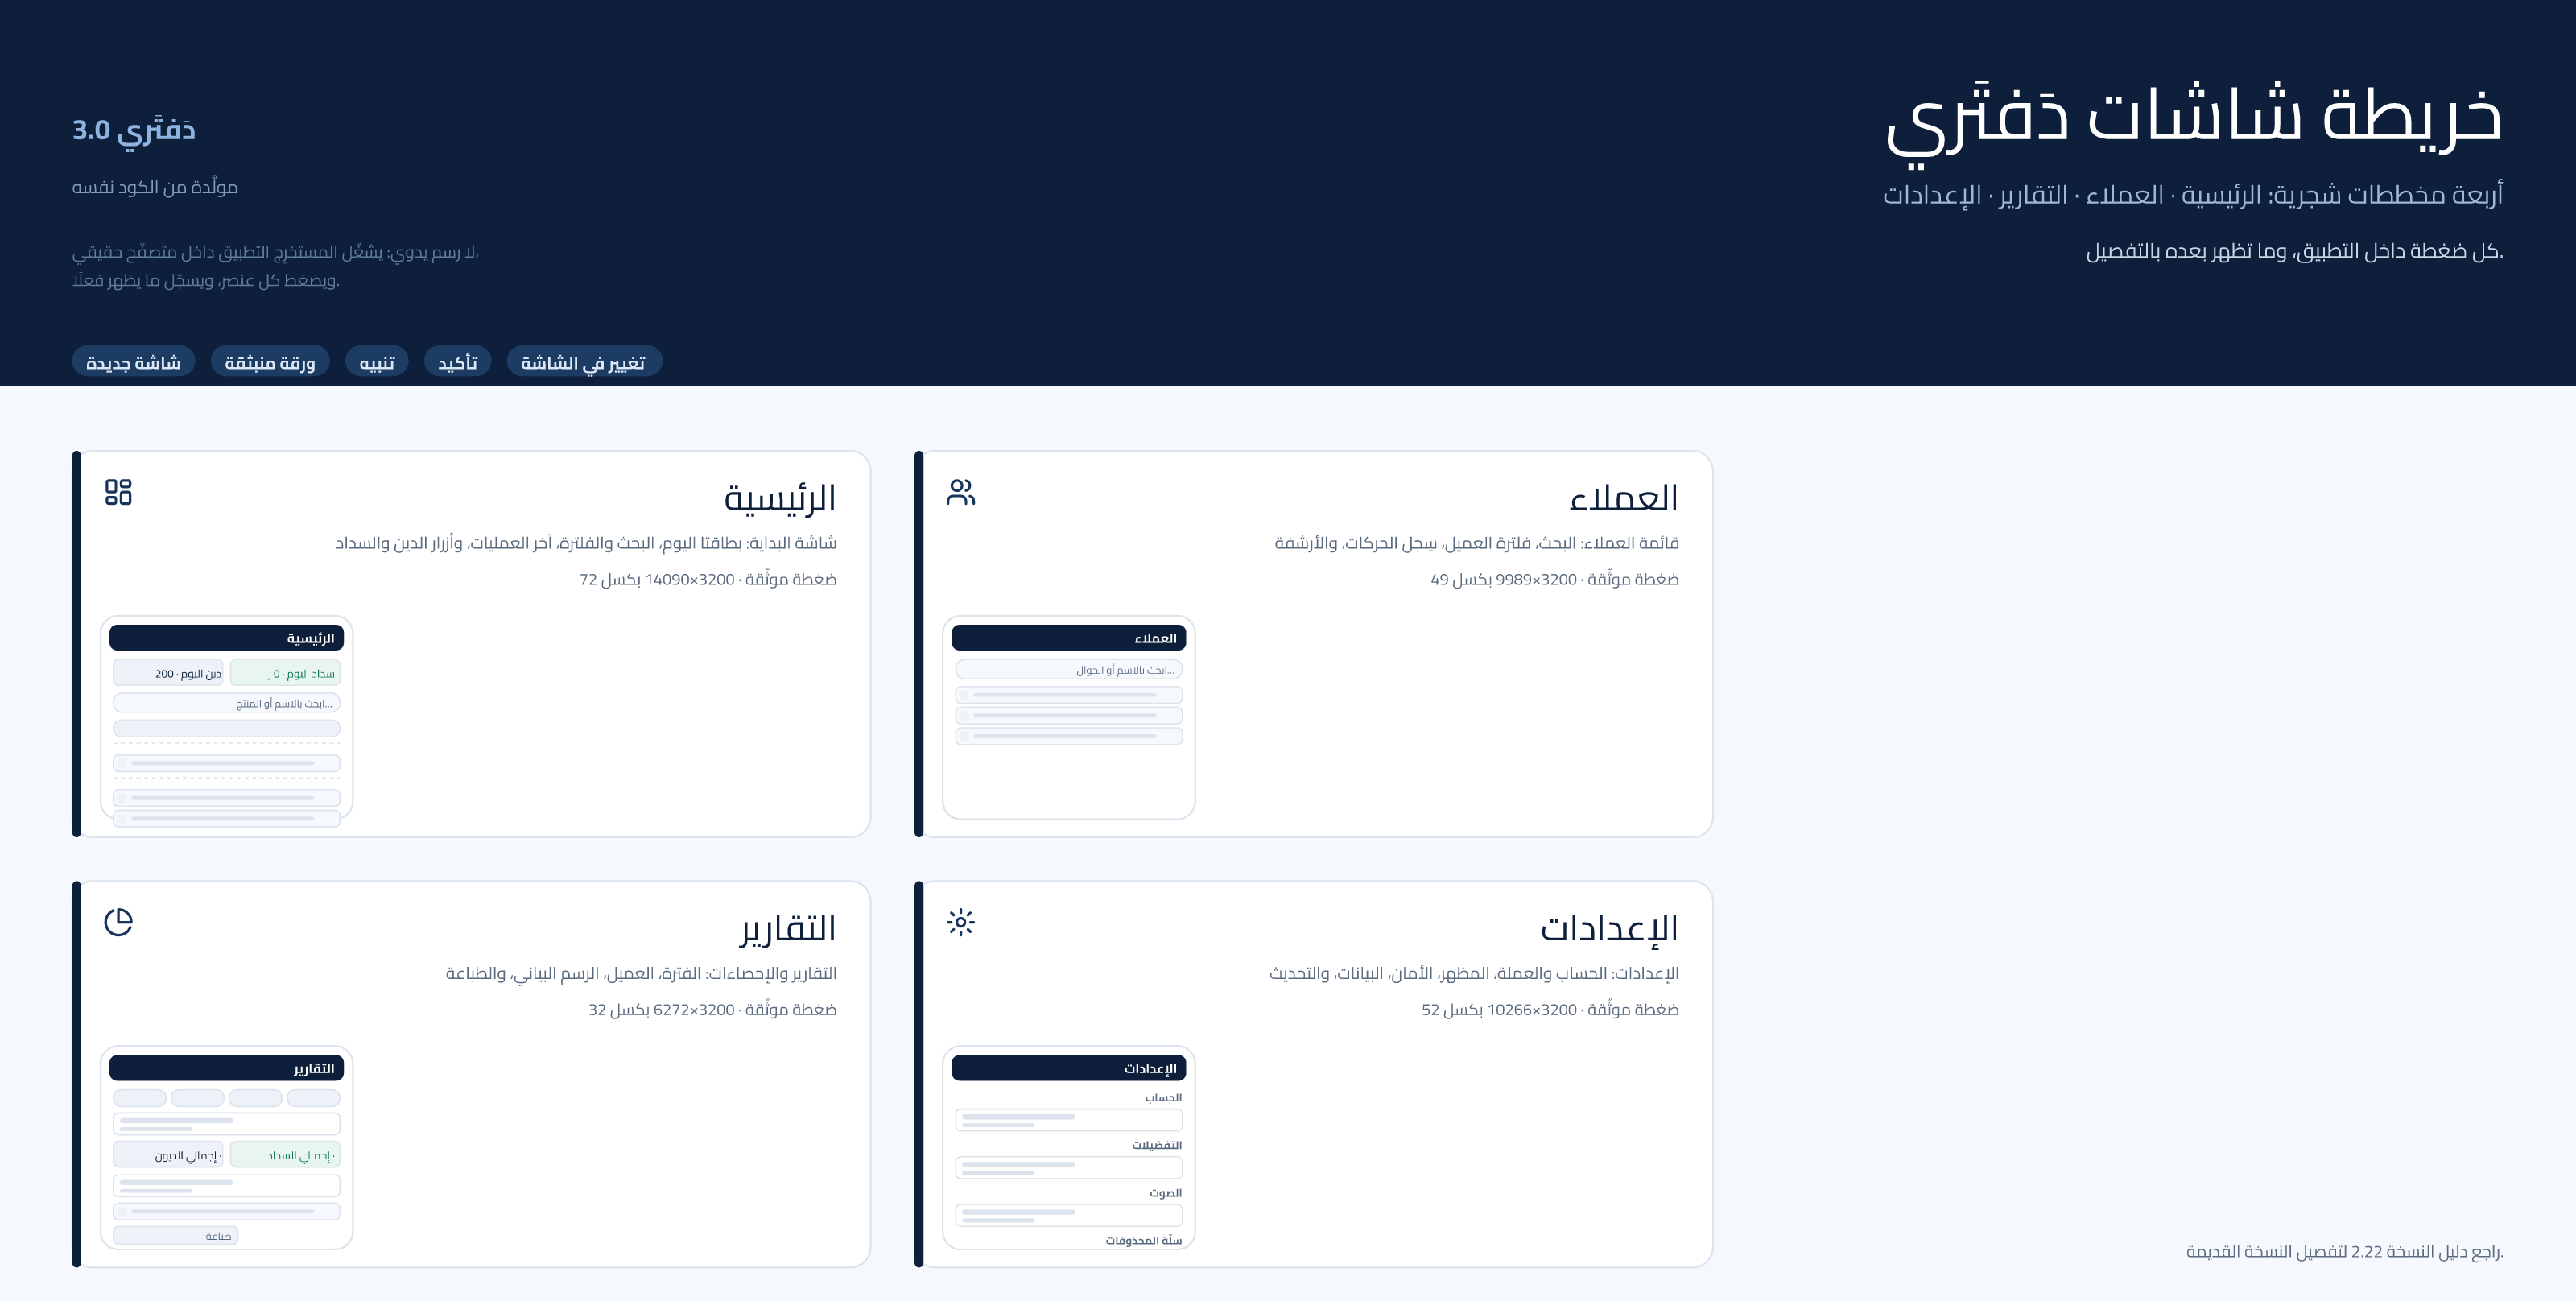 خريطة شاشات دَفتَري
أربعة مخططات شجرية: الرئيسية · العملاء · التقارير · الإعدادات
كل ضغطة داخل التطبيق، وما تظهر بعده بالتفصيل.
دَفتَري 3.0
مولَّدة من الكود نفسه
لا رسم يدوي: يشغّل المستخرِج التطبيق داخل متصفّح حقيقي،
ويضغط كل عنصر، ويسجّل ما يظهر فعلًا.
تغيير في الشاشة
تأكيد
تنبيه
ورقة منبثقة
شاشة جديدة
العملاء
قائمة العملاء: البحث، فلترة العميل، سِجل الحركات، والأرشفة
49 ضغطة موثّقة · 3200×9989 بكسل
العملاء
ابحث بالاسم أو الجوال...
الرئيسية
شاشة البداية: بطاقتا اليوم، البحث والفلترة، آخر العمليات، وأزرار الدين والسداد
72 ضغطة موثّقة · 3200×14090 بكسل
الرئيسية
سداد اليوم · 0 ر
دين اليوم · 200
ابحث بالاسم أو المنتج...
الإعدادات
الإعدادات: الحساب والعملة، المظهر، الأمان، البيانات، والتحديث
52 ضغطة موثّقة · 3200×10266 بكسل
الإعدادات
الحساب
التفضيلات
الصوت
سلّة المحذوفات
التقارير
التقارير والإحصاءات: الفترة، العميل، الرسم البياني، والطباعة
32 ضغطة موثّقة · 3200×6272 بكسل
التقارير
إجمالي السداد ·
إجمالي الديون ·
طباعة
راجع دليل النسخة 2.22 لتفصيل النسخة القديمة.